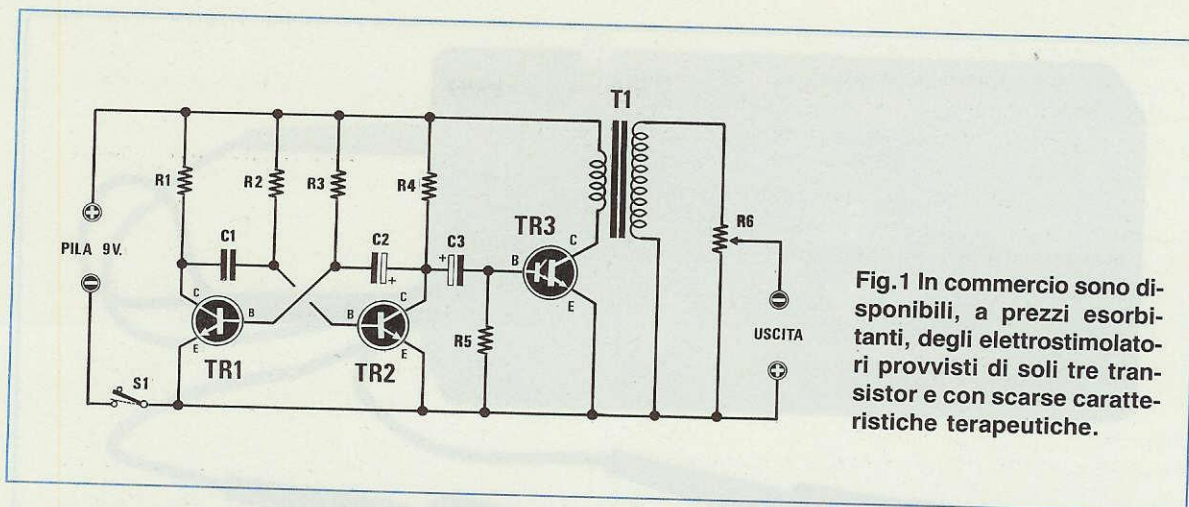 T1
R1
R2
R3
R4
R6
TR3
C1
C2
C3
+
+
PILA 9V.
C
B
E
C
B
E
B
C
E
R5
USCITA
TR1
TR2
S1
Fig.1 In commercio sono di-
sponibili, a prezzi esorbi-
tanti, degli elettrostimolato-
ri provvisti di soli tre tran-
sistor e con scarse caratte-
ristiche terapeutiche.